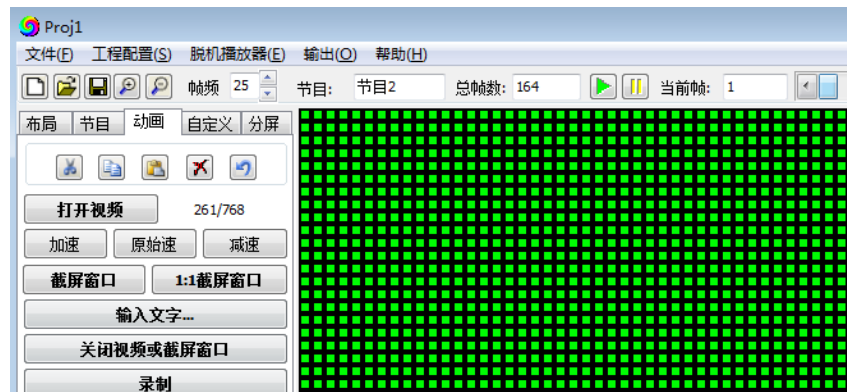 Proj1
文件(F) 工程配置(S) 脱机播放器(E) 输出(O) 帮助(H)
帧频 25 节目: 节目2 总帧数: 164 当前帧: 1
布局 节目 动画 自定义 分屏
打开视频 261/768
加速 原始速 减速
截屏窗口 1:1截屏窗口
输入文字...
关闭视频或截屏窗口
录制